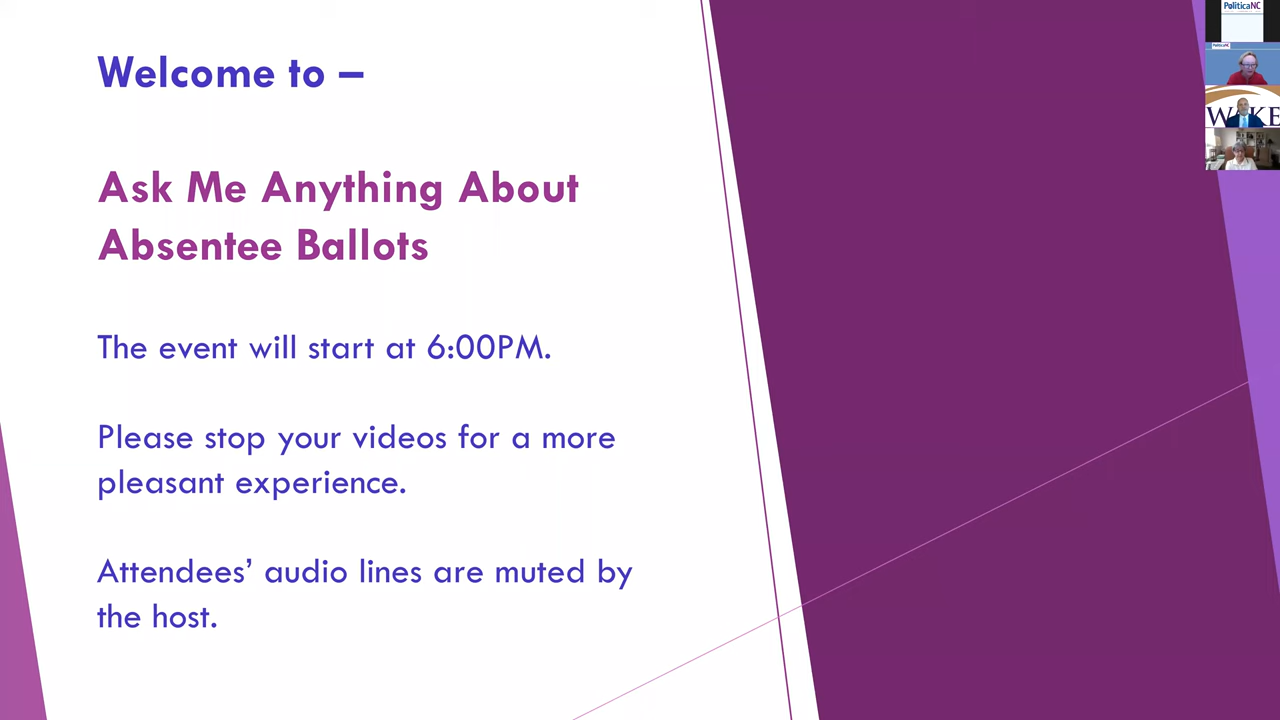 Welcome to –
Ask Me Anything About
Absentee Ballots
The event will start at 6:00PM.
Please stop your videos for a more
pleasant experience.
Attendees’ audio lines are muted by
the host.
PoliticaNC
PoliticaNC
WAKE